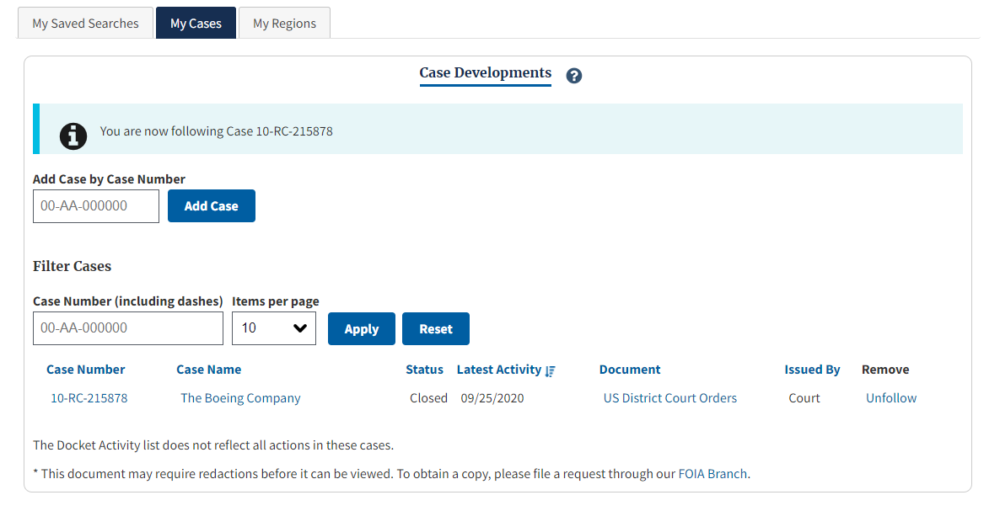 My Saved Searches My Cases My Regions
Case Developments ?
You are now following Case 10-RC-215878
Add Case by Case Number
00-AA-000000 Add Case
Filter Cases
Case Number (including dashes) Items per page
00-AA-000000 10 Apply Reset
Case Number Case Name Status Latest Activity Document Issued By Remove
10-RC-215878 The Boeing Company Closed 09/25/2020 US District Court Orders Court Unfollow
The Docket Activity list does not reflect all actions in these cases.
* This document may require redactions before it can be viewed. To obtain a copy, please file a request through our FOIA Branch.